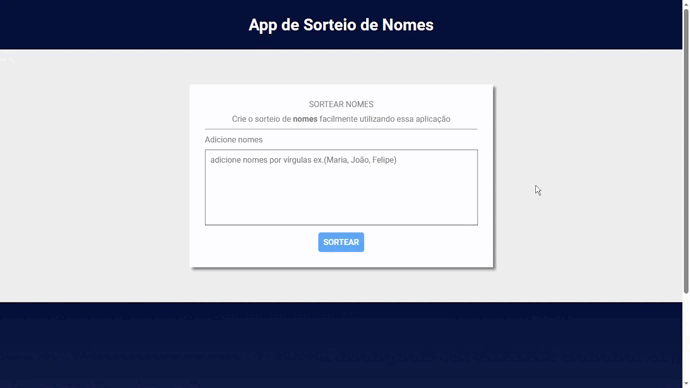 App de Sorteio de Nomes
SORTEAR NOMES
Crie o sorteio de nomes facilmente utilizando essa aplicação
Adicione nomes
adicione nomes por virgulas ex.(Maria, João, Felipe)
SORTEAR